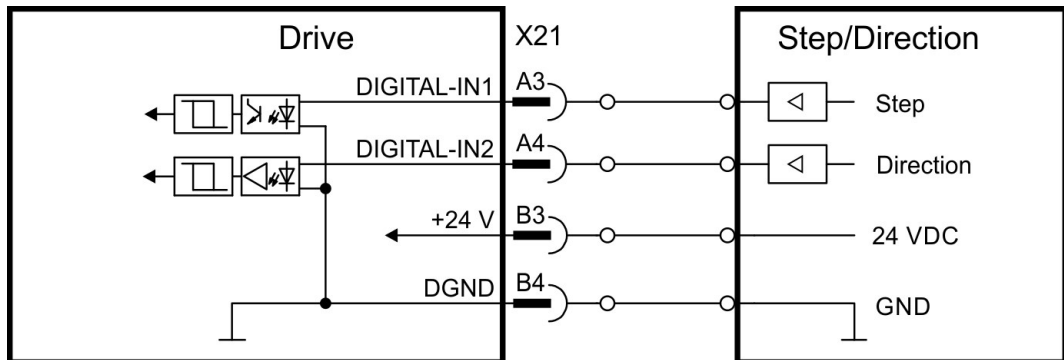 Drive X21 Step/Direction
DIGITAL-IN1 A3 Step
DIGITAL-IN2 A4 Direction
+24 V B3 24 VDC
DGND B4 GND